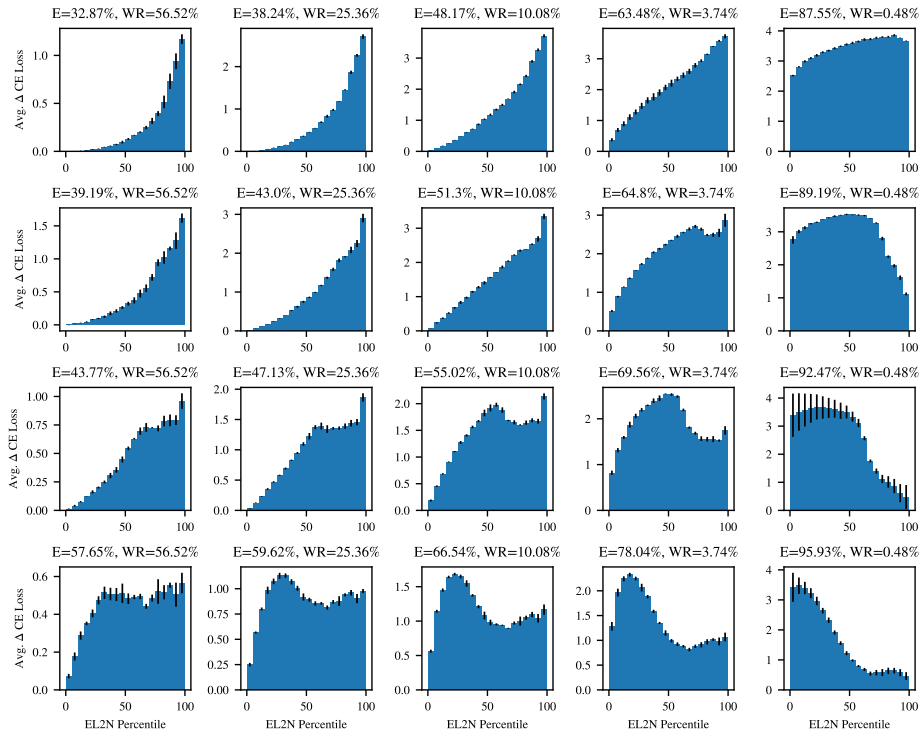 E=32.87%, WR=56.52% E=38.24%, WR=25.36% E=48.17%, WR=10.08% E=63.48%, WR=3.74% E=87.55%, WR=0.48%
Avg. Δ CE Loss
0.0 0.5 1.0
0 1 2
0 1 2 3
0 1 2 3
0 1 2 3 4
0 50 100 0 50 100 0 50 100 0 50 100 0 50 100
E=39.19%, WR=56.52% E=43.0%, WR=25.36% E=51.3%, WR=10.08% E=64.8%, WR=3.74% E=89.19%, WR=0.48%
Avg. Δ CE Loss
0.0 0.5 1.0 1.5
0 1 2 3
0 1 2 3
0 1 2 3
0 1 2 3
0 50 100 0 50 100 0 50 100 0 50 100 0 50 100
E=43.77%, WR=56.52% E=47.13%, WR=25.36% E=55.02%, WR=10.08% E=69.56%, WR=3.74% E=92.47%, WR=0.48%
Avg. Δ CE Loss
0.00 0.25 0.50 0.75 1.00
0.0 0.5 1.0 1.5 2.0
0.0 0.5 1.0 1.5 2.0
0 1 2
0 1 2 3 4
0 50 100 0 50 100 0 50 100 0 50 100 0 50 100
E=57.65%, WR=56.52% E=59.62%, WR=25.36% E=66.54%, WR=10.08% E=78.04%, WR=3.74% E=95.93%, WR=0.48%
Avg. Δ CE Loss
0.0 0.2 0.4 0.6
0.00 0.25 0.50 0.75 1.00
0.0 0.5 1.0 1.5
0.0 0.5 1.0 1.5 2.0
0 1 2 3 4
0 50 100 0 50 100 0 50 100 0 50 100 0 50 100
EL2N Percentile EL2N Percentile EL2N Percentile EL2N Percentile EL2N Percentile